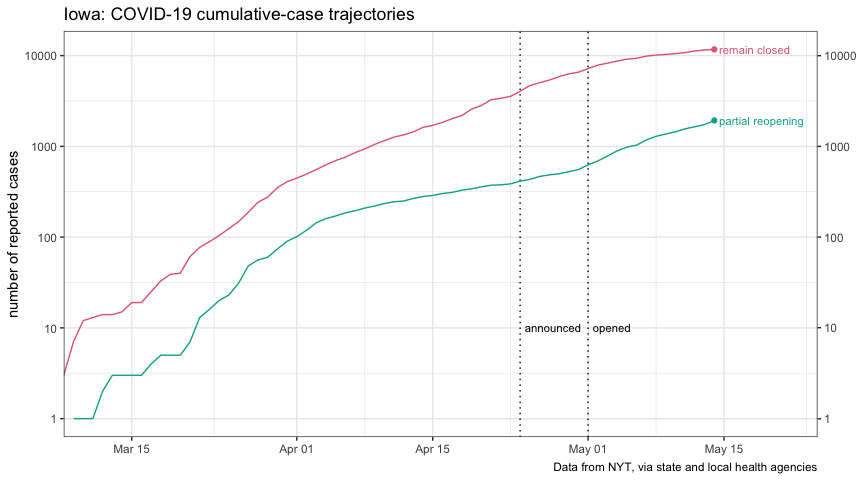 Iowa: COVID-19 cumulative-case trajectories
number of reported cases
10000
1000
100
10
1
remain closed
partial reopening
announced
opened
10000
1000
100
10
1
Mar 15
Apr 01
Apr 15
May 01
May 15
Data from NYT, via state and local health agencies